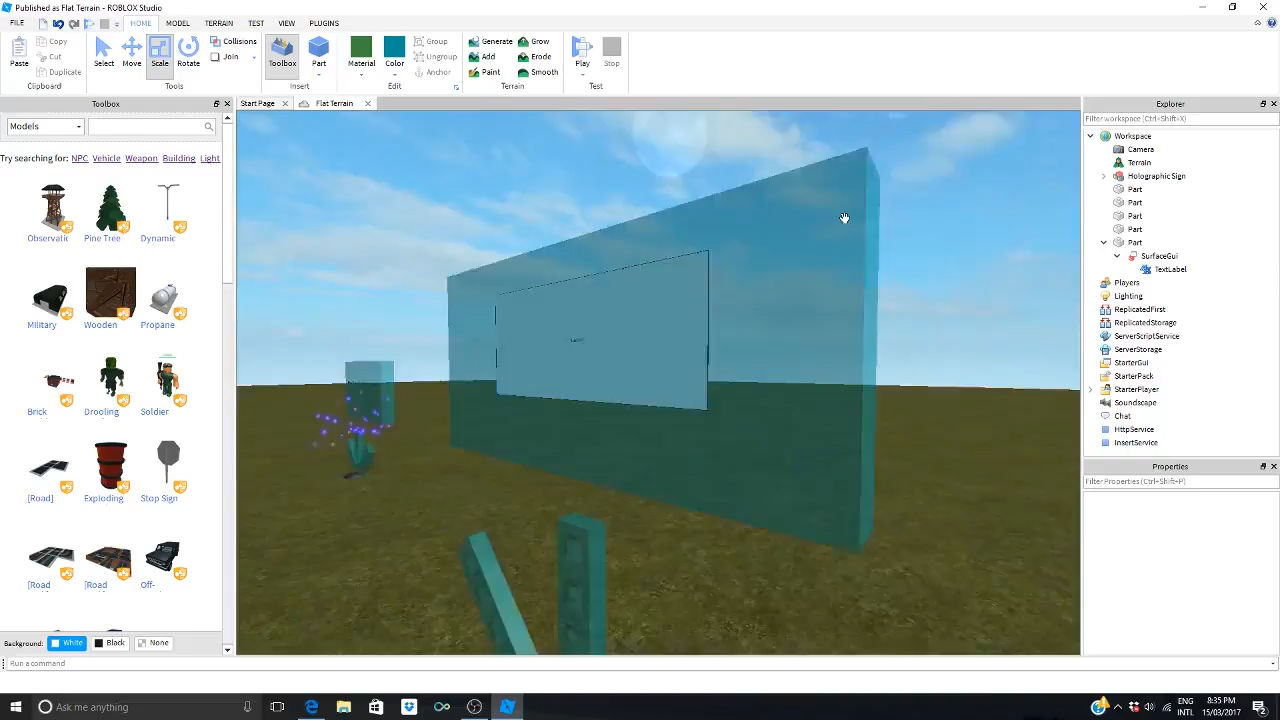 Published as Flat Terrain - ROBLOX Studio
FILE HOME MODEL TERRAIN TEST VIEW PLUGINS
Paste Copy Cut Duplicate Clipboard
Select Move Scale Rotate Collisions Join Tools
Toolbox Part Insert
Material Color Group Ungroup Anchor Edit
Generate Grow Add Erode Paint Smooth Terrain
Play Stop Test
Toolbox
Start Page Flat Terrain
Models
Try searching for: NPC Vehicle Weapon Building Light
Observatic Pine Tree Dynamic
Military Wooden Propane
Brick Drooling Soldier
[Road] Exploding Stop Sign
[Road [Road Off-
Background: White Black None
Run a command
Explorer
Filter workspace (Ctrl+Shift+X)
Workspace
Camera
Terrain
Holographic Sign
Part
Part
Part
Part
Part
SurfaceGui
TextLabel
Players
Lighting
ReplicatedFirst
ReplicatedStorage
ServerScriptService
ServerStorage
StarterGui
StarterPack
StarterPlayer
Soundscape
Chat
HttpService
InsertService
Properties
Filter Properties (Ctrl+Shift+P)
Ask me anything
ENG
INTL
8:35 PM
15/03/2017
2